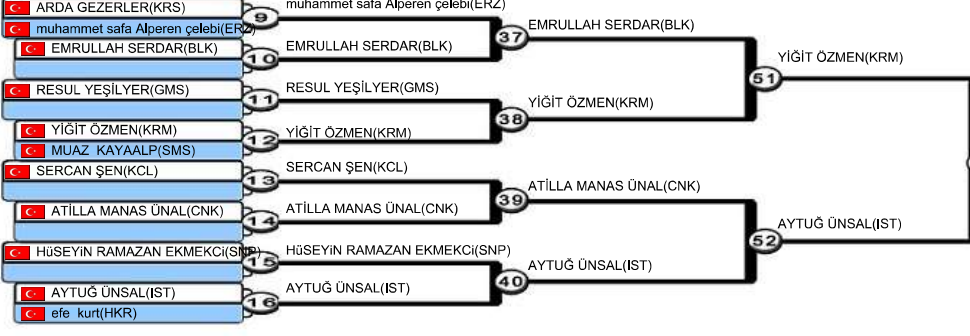 ARDA GEZERLER(KRS)
muhammet safa Alperen çelebi(ERZ)
EMRULLAH SERDAR(BLK)
RESUL YEŞİLYER(GMS)
YİĞİT ÖZMEN(KRM)
MUAZ KAYAALP(SMS)
SERCAN ŞEN(KCL)
ATİLLA MANAS ÜNAL(CNK)
HüSEYiN RAMAZAN EKMEKCi(SNP)
AYTUĞ ÜNSAL(IST)
efe kurt(HKR)
9
10
11
12
13
14
15
16
muhammet safa Alperen çelebi(ERZ)
EMRULLAH SERDAR(BLK)
RESUL YEŞİLYER(GMS)
YİĞİT ÖZMEN(KRM)
SERCAN ŞEN(KCL)
ATİLLA MANAS ÜNAL(CNK)
HüSEYiN RAMAZAN EKMEKCi(SNP)
AYTUĞ ÜNSAL(IST)
37
38
39
40
EMRULLAH SERDAR(BLK)
YİĞİT ÖZMEN(KRM)
ATİLLA MANAS ÜNAL(CNK)
AYTUĞ ÜNSAL(IST)
51
52
YİĞİT ÖZMEN(KRM)
AYTUĞ ÜNSAL(IST)